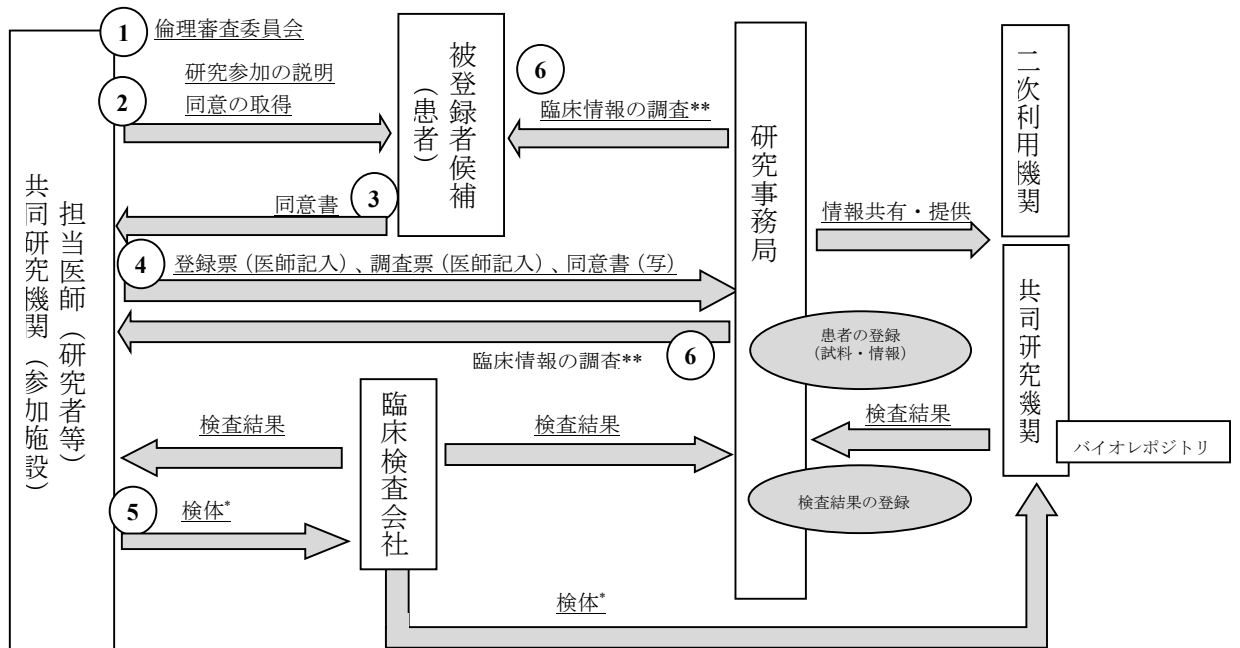 1 倫理審査委員会
研究参加の説明
2 同意の取得
被登録者候補
（患者）
6
臨床情報の調査**
研究事務局
二次利用機関
担当医師（研究者等）
共同研究機関（参加施設）
3
同意書
情報共有・提供
4 登録票（医師記入）、調査票（医師記入）、同意書（写）
患者の登録
（試料・情報）
臨床情報の調査** 6
共同研究機関
臨床検査会社
検査結果
検査結果
検査結果
バイオレポジトリ
5 検体*
検査結果の登録
検体*